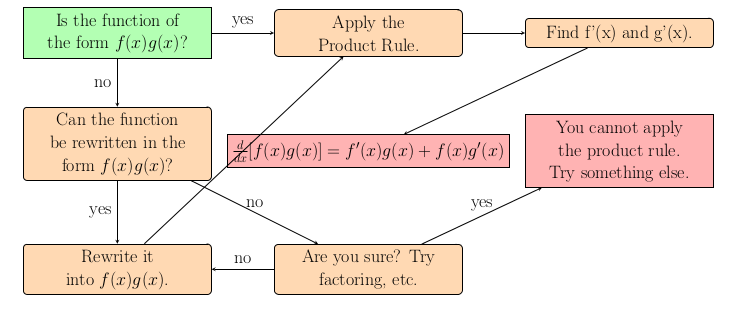 Is the function of
the form f(x)g(x)?
yes
Apply the
Product Rule.
Find f'(x) and g'(x).
no
Can the function
be rewritten in the
form f(x)g(x)?
d/dx[f(x)g(x)] = f′(x)g(x) + f(x)g′(x)
You cannot apply
the product rule.
Try something else.
yes
no
yes
Rewrite it
into f(x)g(x).
no
Are you sure? Try
factoring, etc.